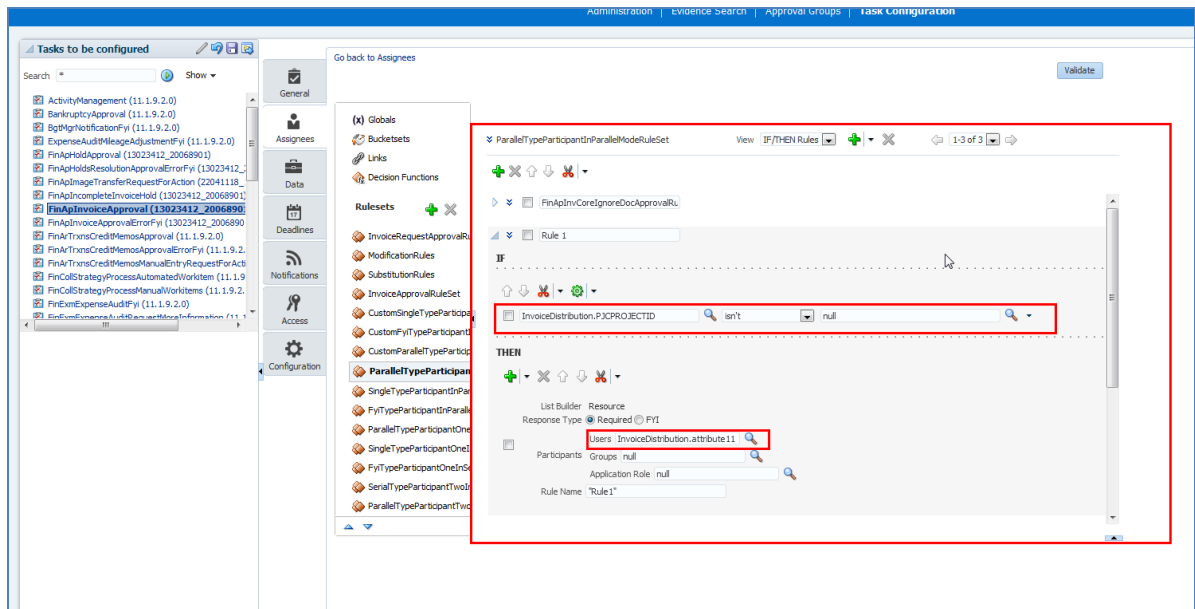 Administration | Evidence Search | Approval Groups | Task Configuration
Tasks to be configured
Search * Show
ActivityManagement (11.1.9.2.0)
BankruptcyApproval (11.1.9.2.0)
BgtMgrNotificationFyi (11.1.9.2.0)
ExpenseAuditMileageAdjustmentFyi (11.1.9.2.0)
FinApHoldApproval (13023412_20068901)
FinApHoldsResolutionApprovalErrorFyi (13023412_
FinApImageTransferRequestForAction (22041118_
FinApIncompleteInvoiceHold (13023412_20068901)
FinApInvoiceApproval (13023412_2006890
FinApInvoiceApprovalErrorFyi (13023412_2006890
FinArTrxnsCreditMemosApproval (11.1.9.2.0)
FinArTrxnsCreditMemosApprovalErrorFyi (11.1.9.2.
FinArTrxnsCreditMemosManualEntryRequestForActi
FinCollStrategyProcessAutomatedWorkitem (11.1.9
FinCollStrategyProcessManualWorkitems (11.1.9.2.
FinExmExpenseAuditFyi (11.1.9.2.0)
FinExmExpenseAuditRequestMoreInformation (11.1
General
Assignees
Data
Deadlines
Notifications
Access
Configuration
Go back to Assignees
Validate
(x) Globals
Bucketsets
Links
Decision Functions
Rulesets
InvoiceRequestApprovalRu
ModificationRules
SubstitutionRules
InvoiceApprovalRuleSet
CustomSingleTypeParticipa
CustomFyiTypeParticipantI
CustomParallelTypeParticip
ParallelTypeParticipan
SingleTypeParticipantInPar
FyiTypeParticipantInParalle
ParallelTypeParticipantOne
SingleTypeParticipantOneI
FyiTypeParticipantOneInSe
SerialTypeParticipantTwoIn
ParallelTypeParticipantTwo
ParallelTypeParticipantInParallelModeRuleSet View IF/THEN Rules 1-3 of 3
FinApInvCoreIgnoreDocApprovalRu
Rule 1
IF
InvoiceDistribution.PJCPROJECTID isn't null
THEN
List Builder Resource
Response Type Required FYI
Users InvoiceDistribution.attribute11
Participants Groups null
Application Role null
Rule Name "Rule1"